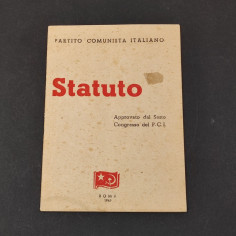 PARTITO COMUNISTA ITALIANO
Statuto
Approvato dal Sesto
Congresso del P.C.I.
ROMA